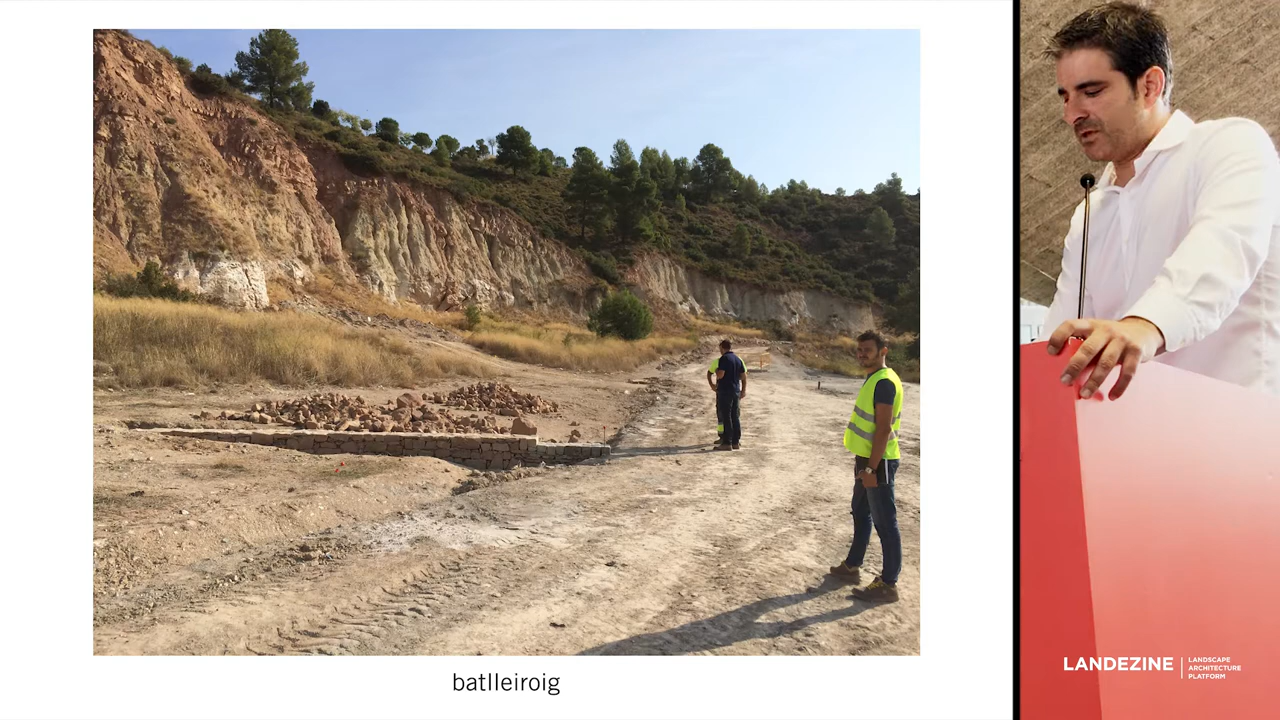 batlleiroig
LANDEZINE
LANDSCAPE
ARCHITECTURE
PLATFORM